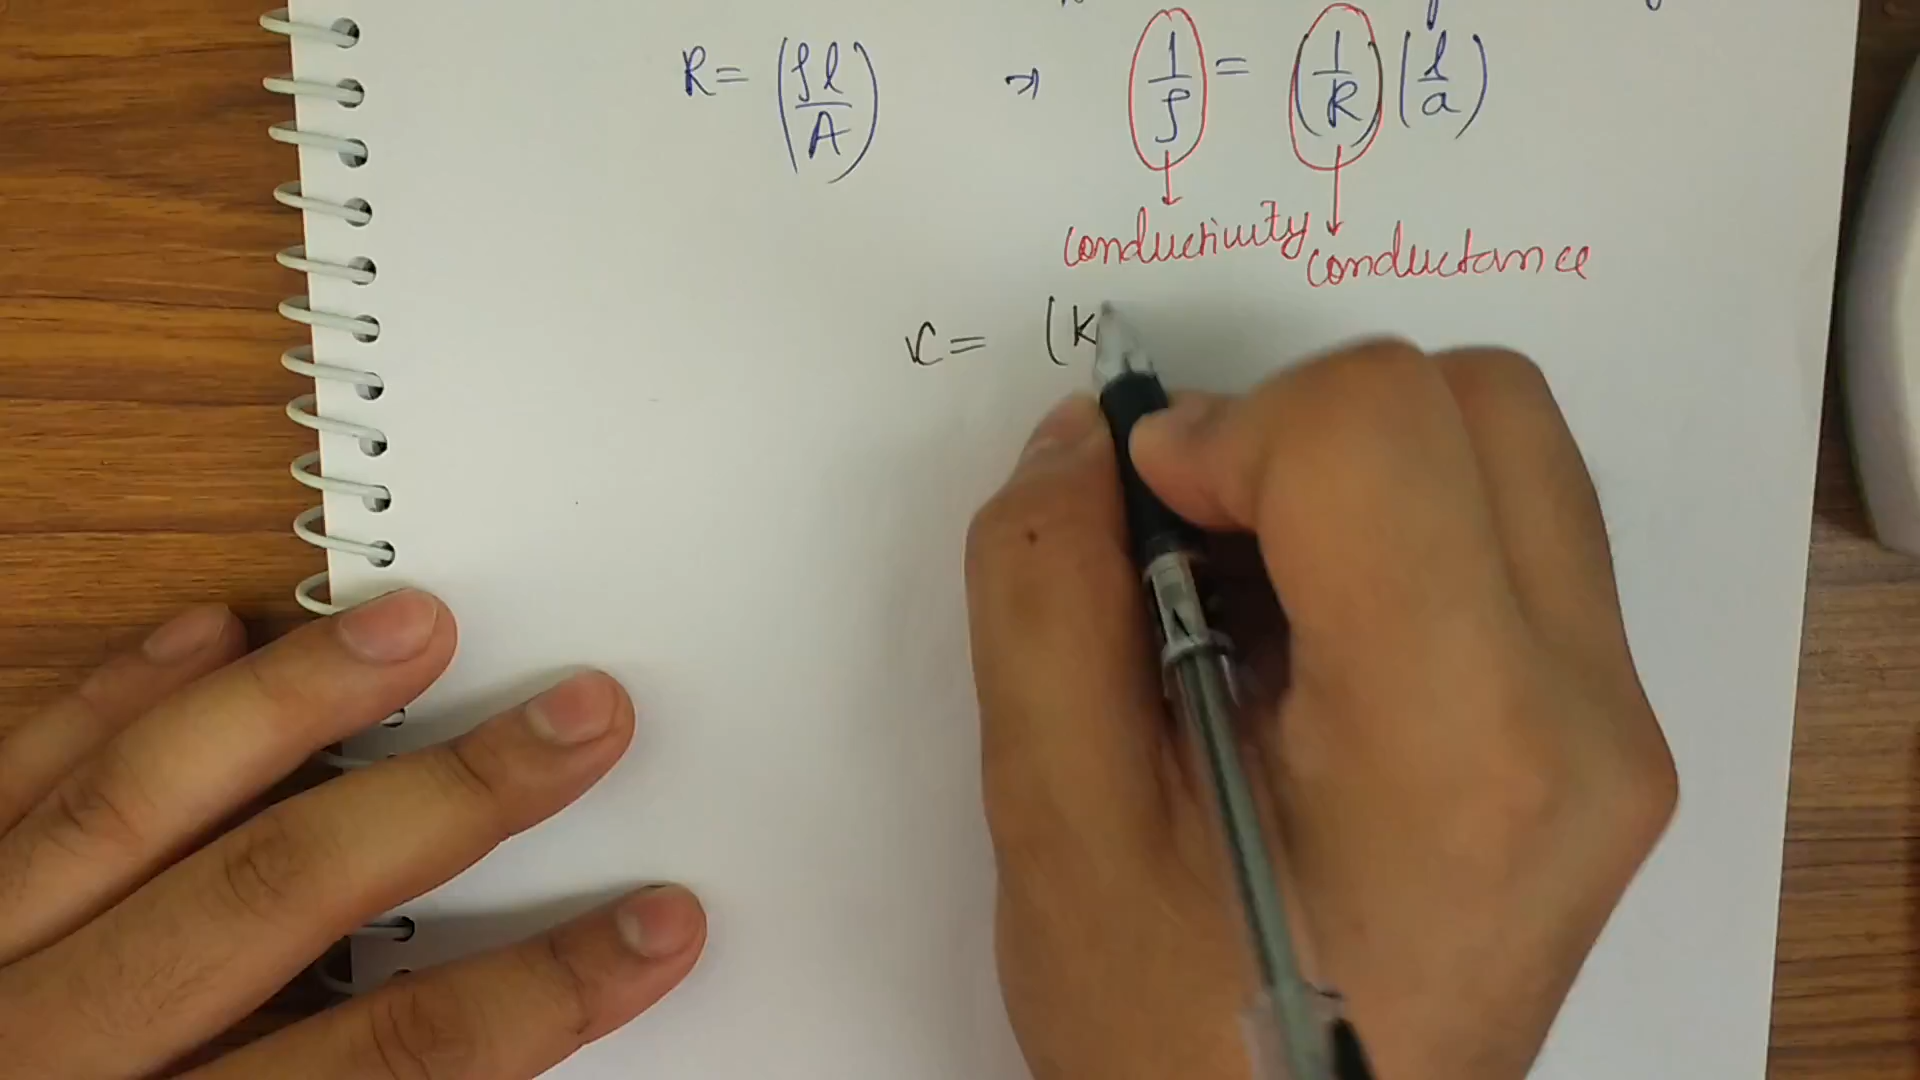 R = (ρl/A) ⇒ 1/ρ = (1/R) (l/a)
conductivity conductance
κ = (K